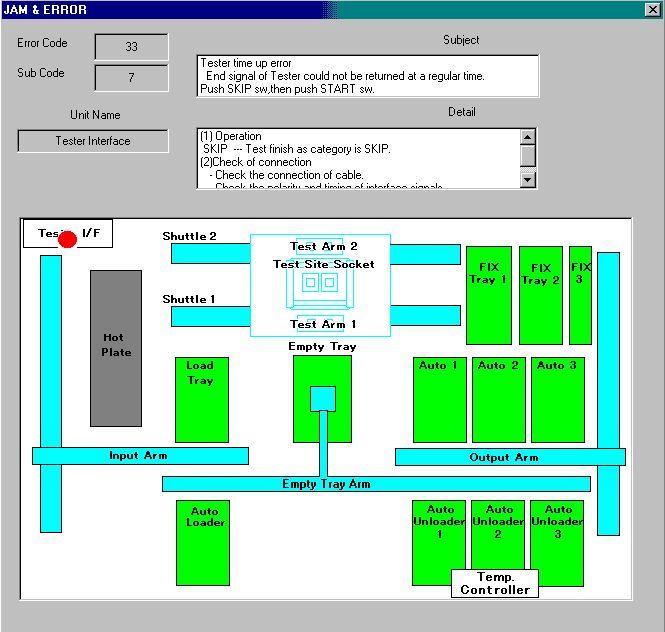 JAM & ERROR
Error Code 33
Sub Code 7
Unit Name
Tester Interface
Subject
Tester time up error
End signal of Tester could not be returned at a regular time.
Push SKIP sw,then push START sw.
Detail
(1) Operation
SKIP --- Test finish as category is SKIP.
(2)Check of connection
- Check the connection of cable.
- Check the polarity and timing of interface signals
I/F
Shuttle 2
Test Arm 2
Test Site Socket
Shuttle 1
Test Arm 1
FIX
Tray 1
FIX
Tray 2
FIX
3
Hot
Plate
Empty Tray
Load
Tray
Auto 1
Auto 2
Auto 3
Input Arm
Output Arm
Empty Tray Arm
Auto
Loader
Auto
Unloader
1
Auto
Unloader
2
Auto
Unloader
3
Temp.
Controller